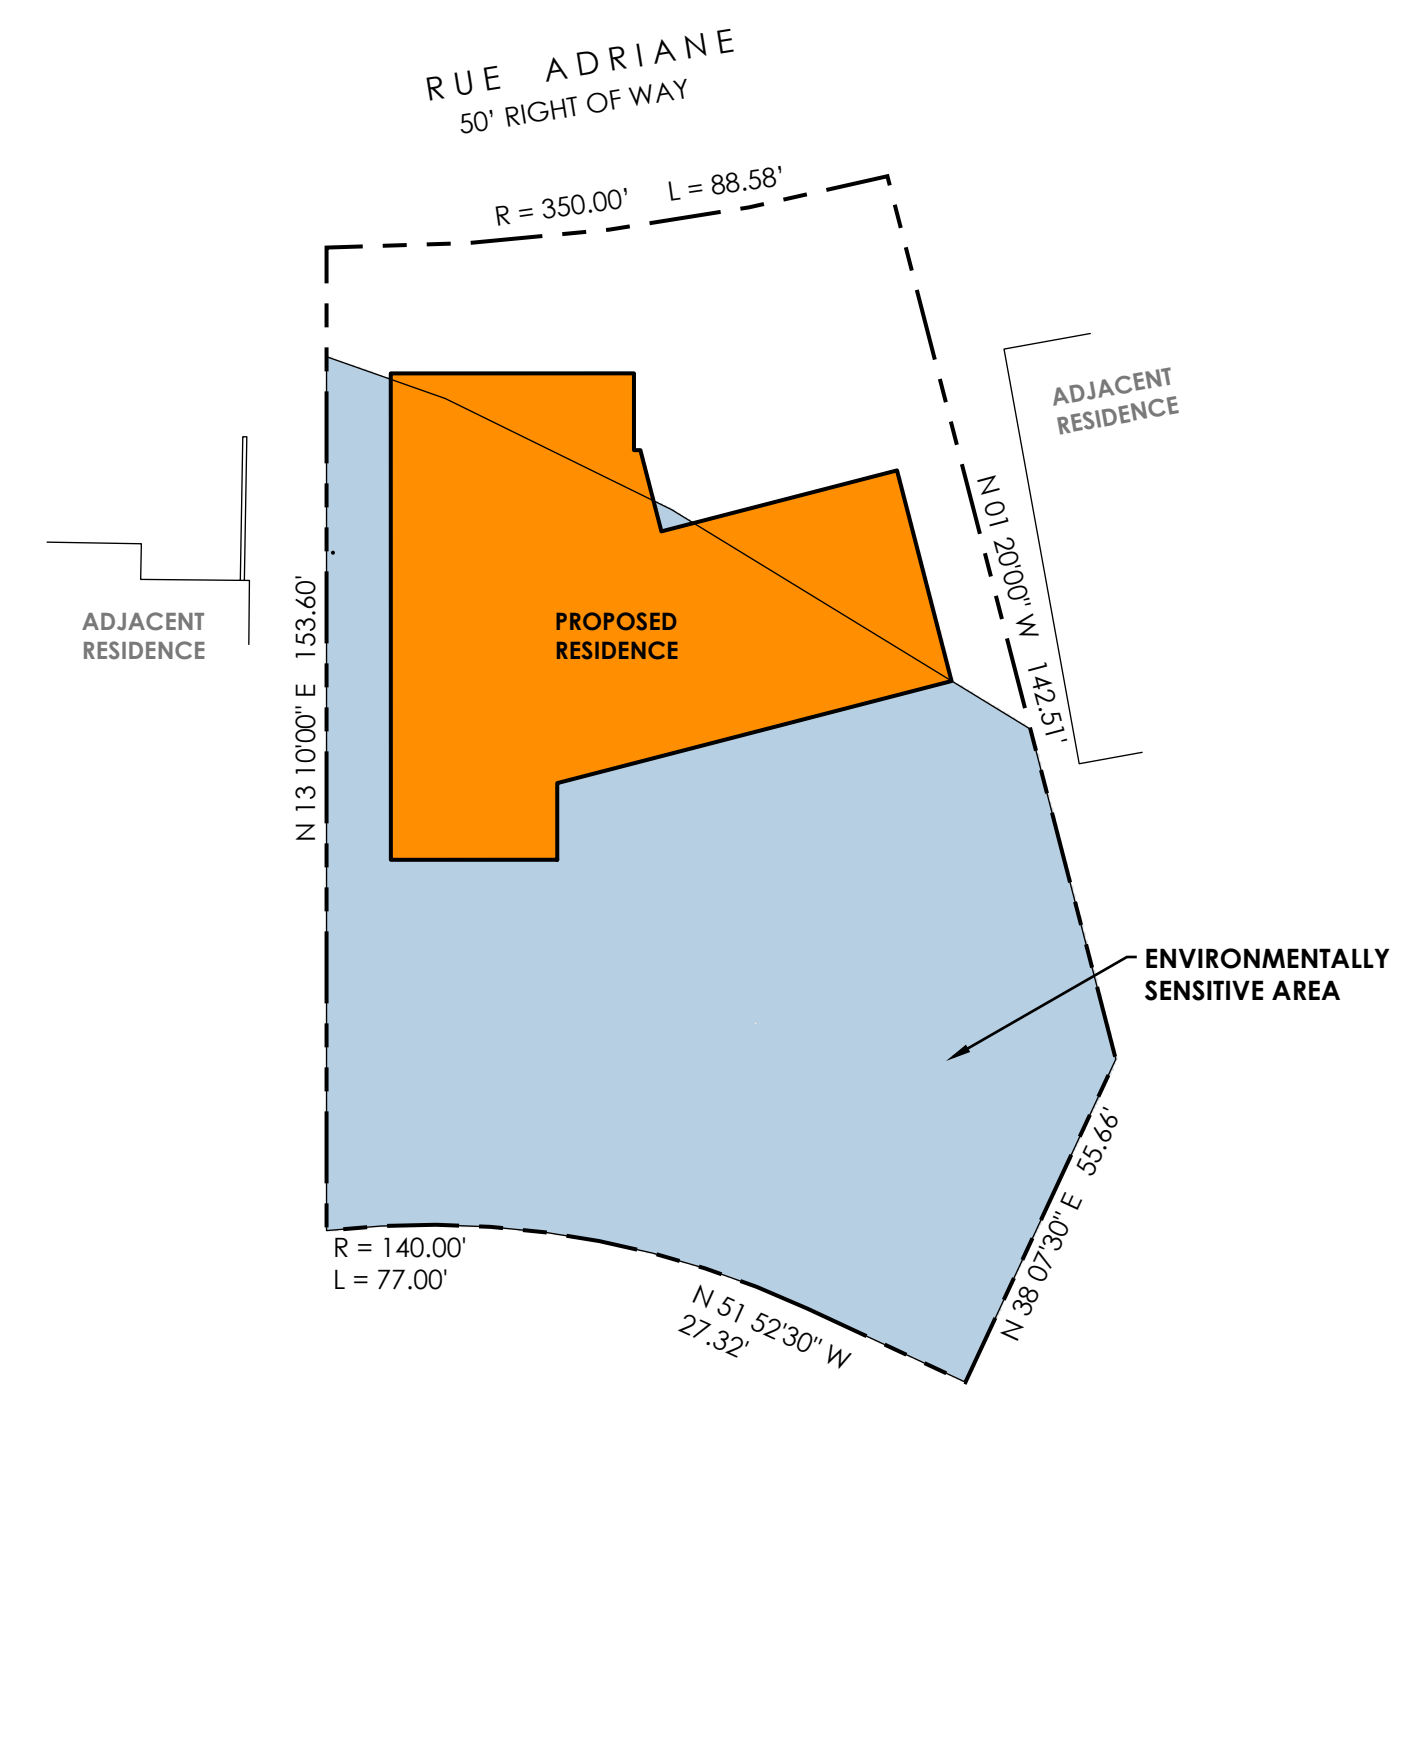 RUE ADRIANE
50’ RIGHT OF WAY
R = 350.00’ L = 88.58’
ADJACENT
RESIDENCE
N 01 20'00" W 142.51'
N 13 10'00" E 153.60'
ADJACENT
RESIDENCE
PROPOSED
RESIDENCE
ENVIRONMENTALLY
SENSITIVE AREA
N 38 07'30" E 55.66'
R = 140.00'
L = 77.00'
N 51 52'30" W
27.32'